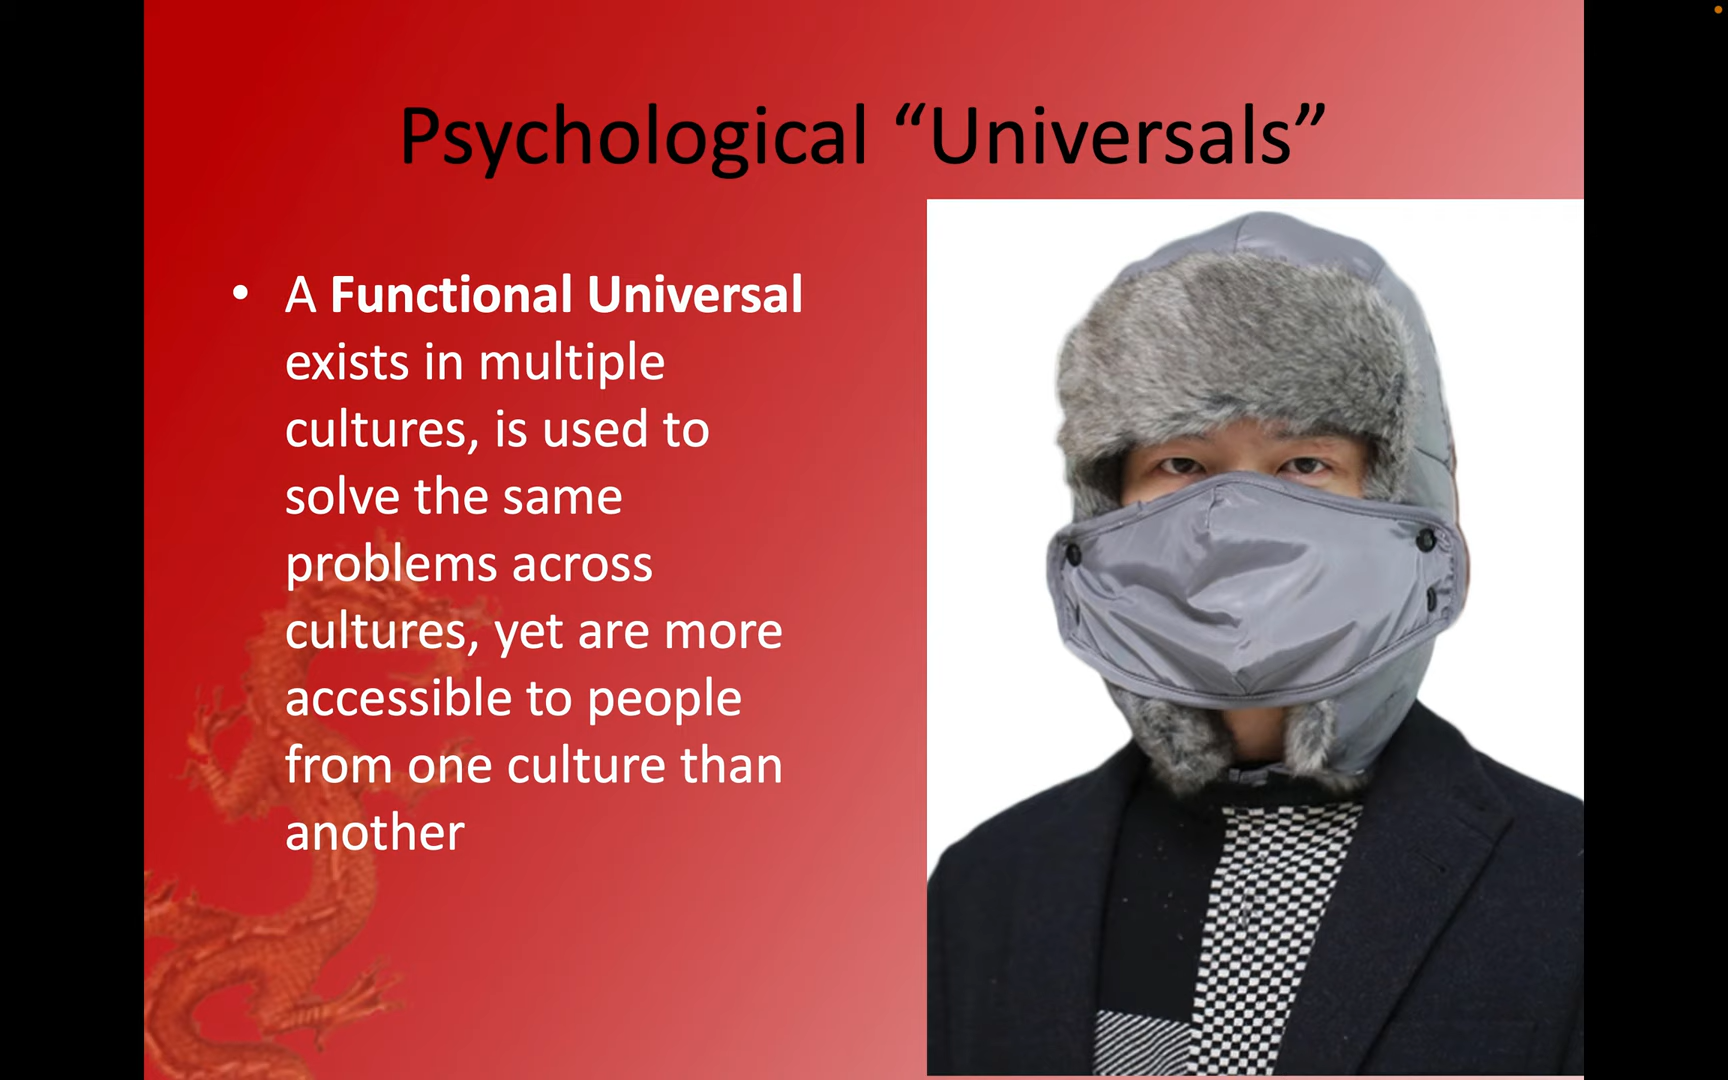 Psychological “Universals”
• A Functional Universal
exists in multiple
cultures, is used to
solve the same
problems across
cultures, yet are more
accessible to people
from one culture than
another